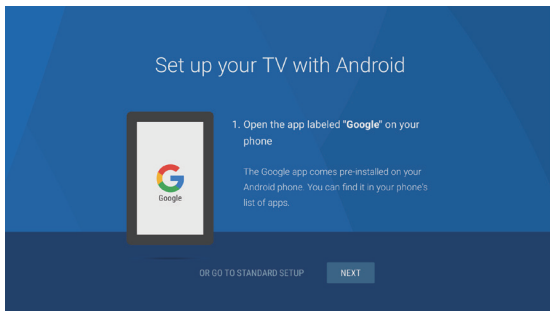 Set up your TV with Android
1. Open the app labeled "Google" on your
phone
The Google app comes pre-installed on your
Android phone. You can find it in your phone's
list of apps.
Google
OR GO TO STANDARD SETUP
NEXT